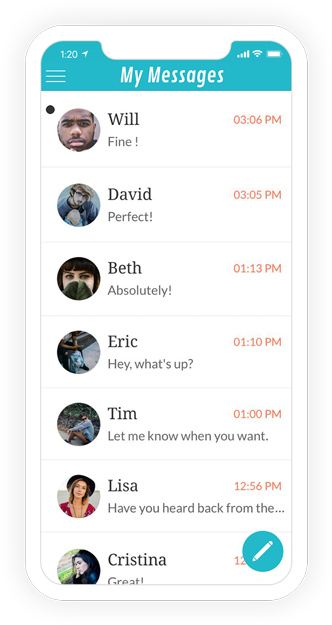 1:20
My Messages
Will 03:06 PM
Fine !
David 03:05 PM
Perfect!
Beth 01:13 PM
Absolutely!
Eric 01:10 PM
Hey, what's up?
Tim 01:00 PM
Let me know when you want.
Lisa 12:56 PM
Have you heard back from the...
Cristina
Great!